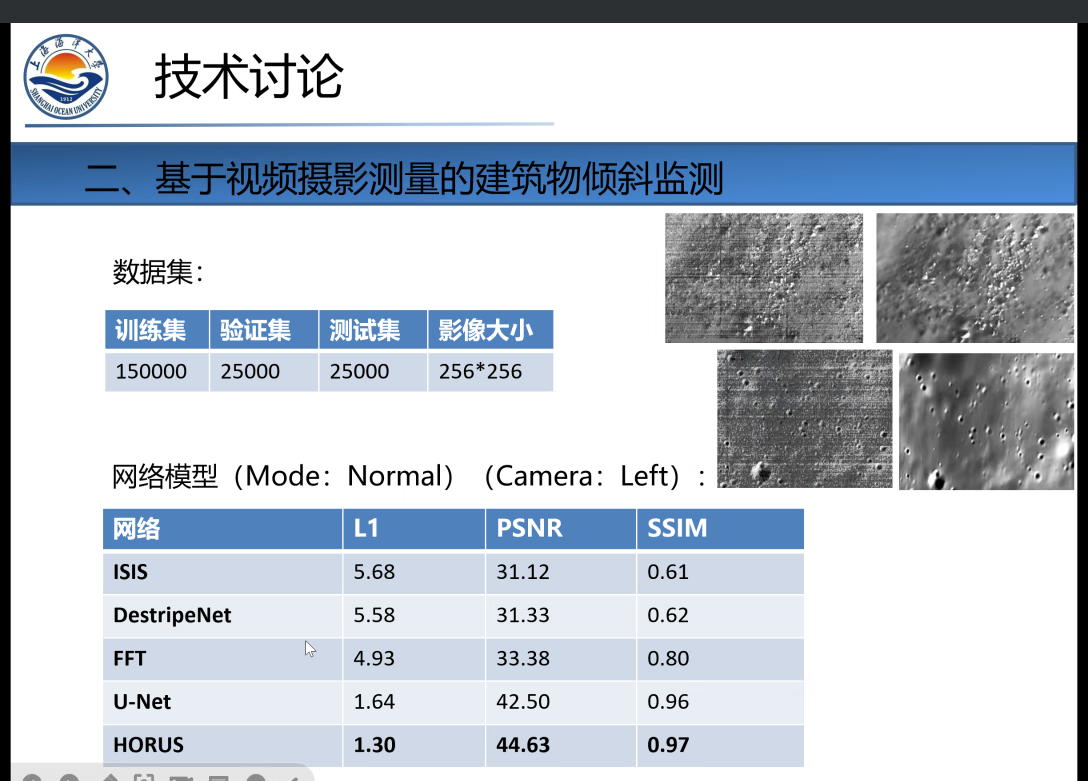 上海海洋大学
SHANGHAI OCEAN UNIVERSITY
1912
技术讨论
二、基于视频摄影测量的建筑物倾斜监测
数据集：
训练集 验证集 测试集 影像大小
150000 25000 25000 256*256
网络模型（Mode：Normal）（Camera：Left）:
网络 L1 PSNR SSIM
ISIS 5.68 31.12 0.61
DestripeNet 5.58 31.33 0.62
FFT 4.93 33.38 0.80
U-Net 1.64 42.50 0.96
HORUS 1.30 44.63 0.97